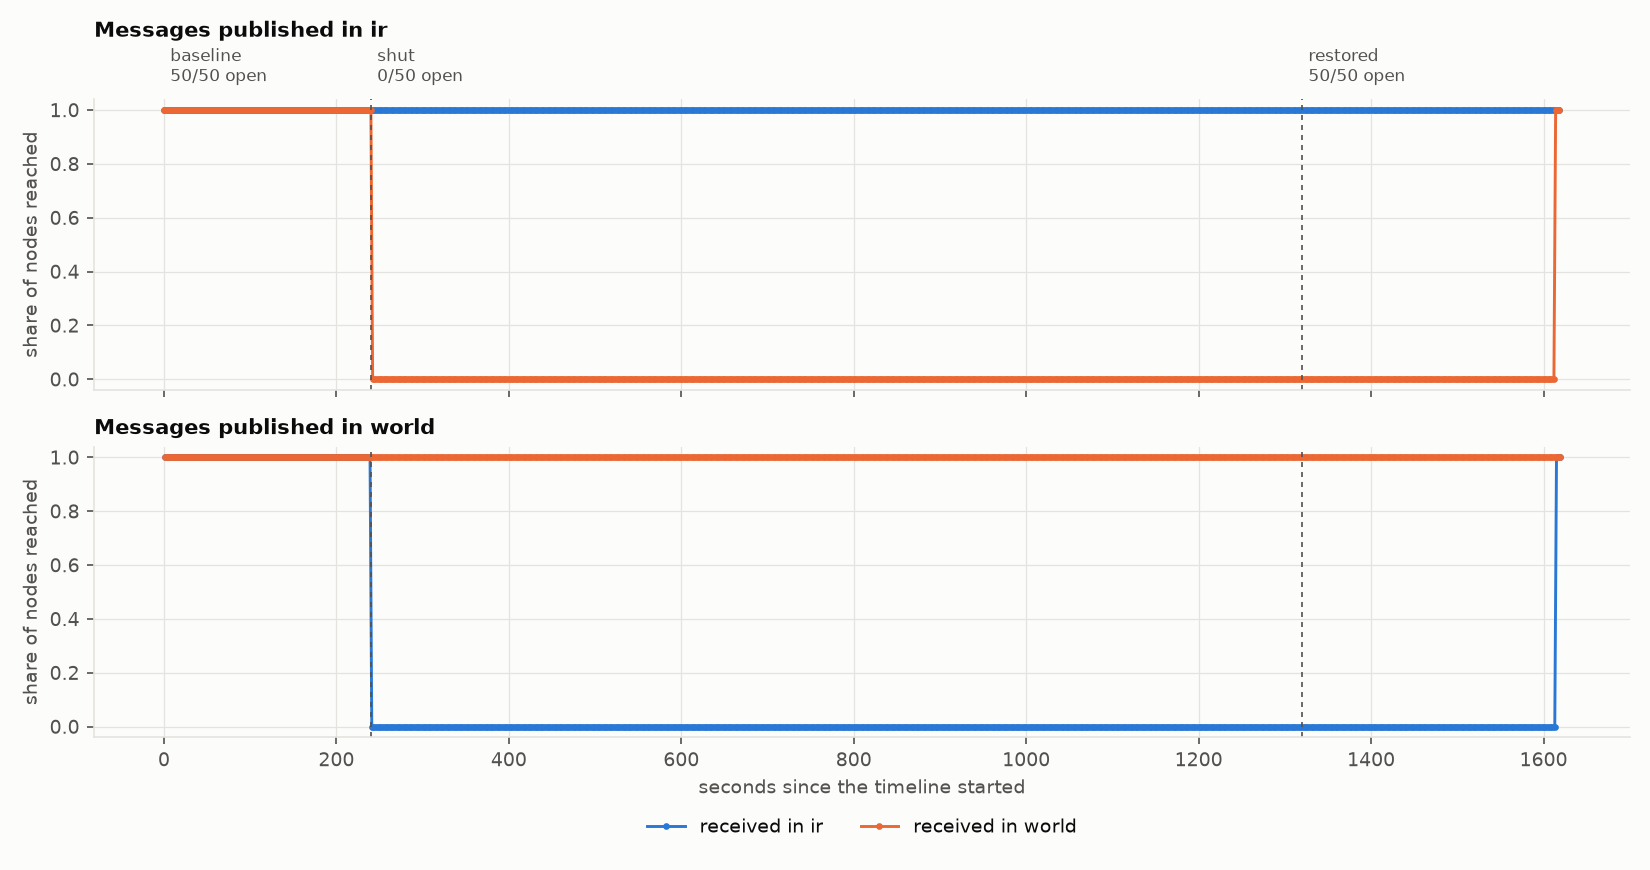 Messages published in ir
baseline
50/50 open
shut
0/50 open
restored
50/50 open
share of nodes reached
1.0
0.8
0.6
0.4
0.2
0.0
Messages published in world
share of nodes reached
1.0
0.8
0.6
0.4
0.2
0.0
0 200 400 600 800 1000 1200 1400 1600
seconds since the timeline started
received in ir received in world